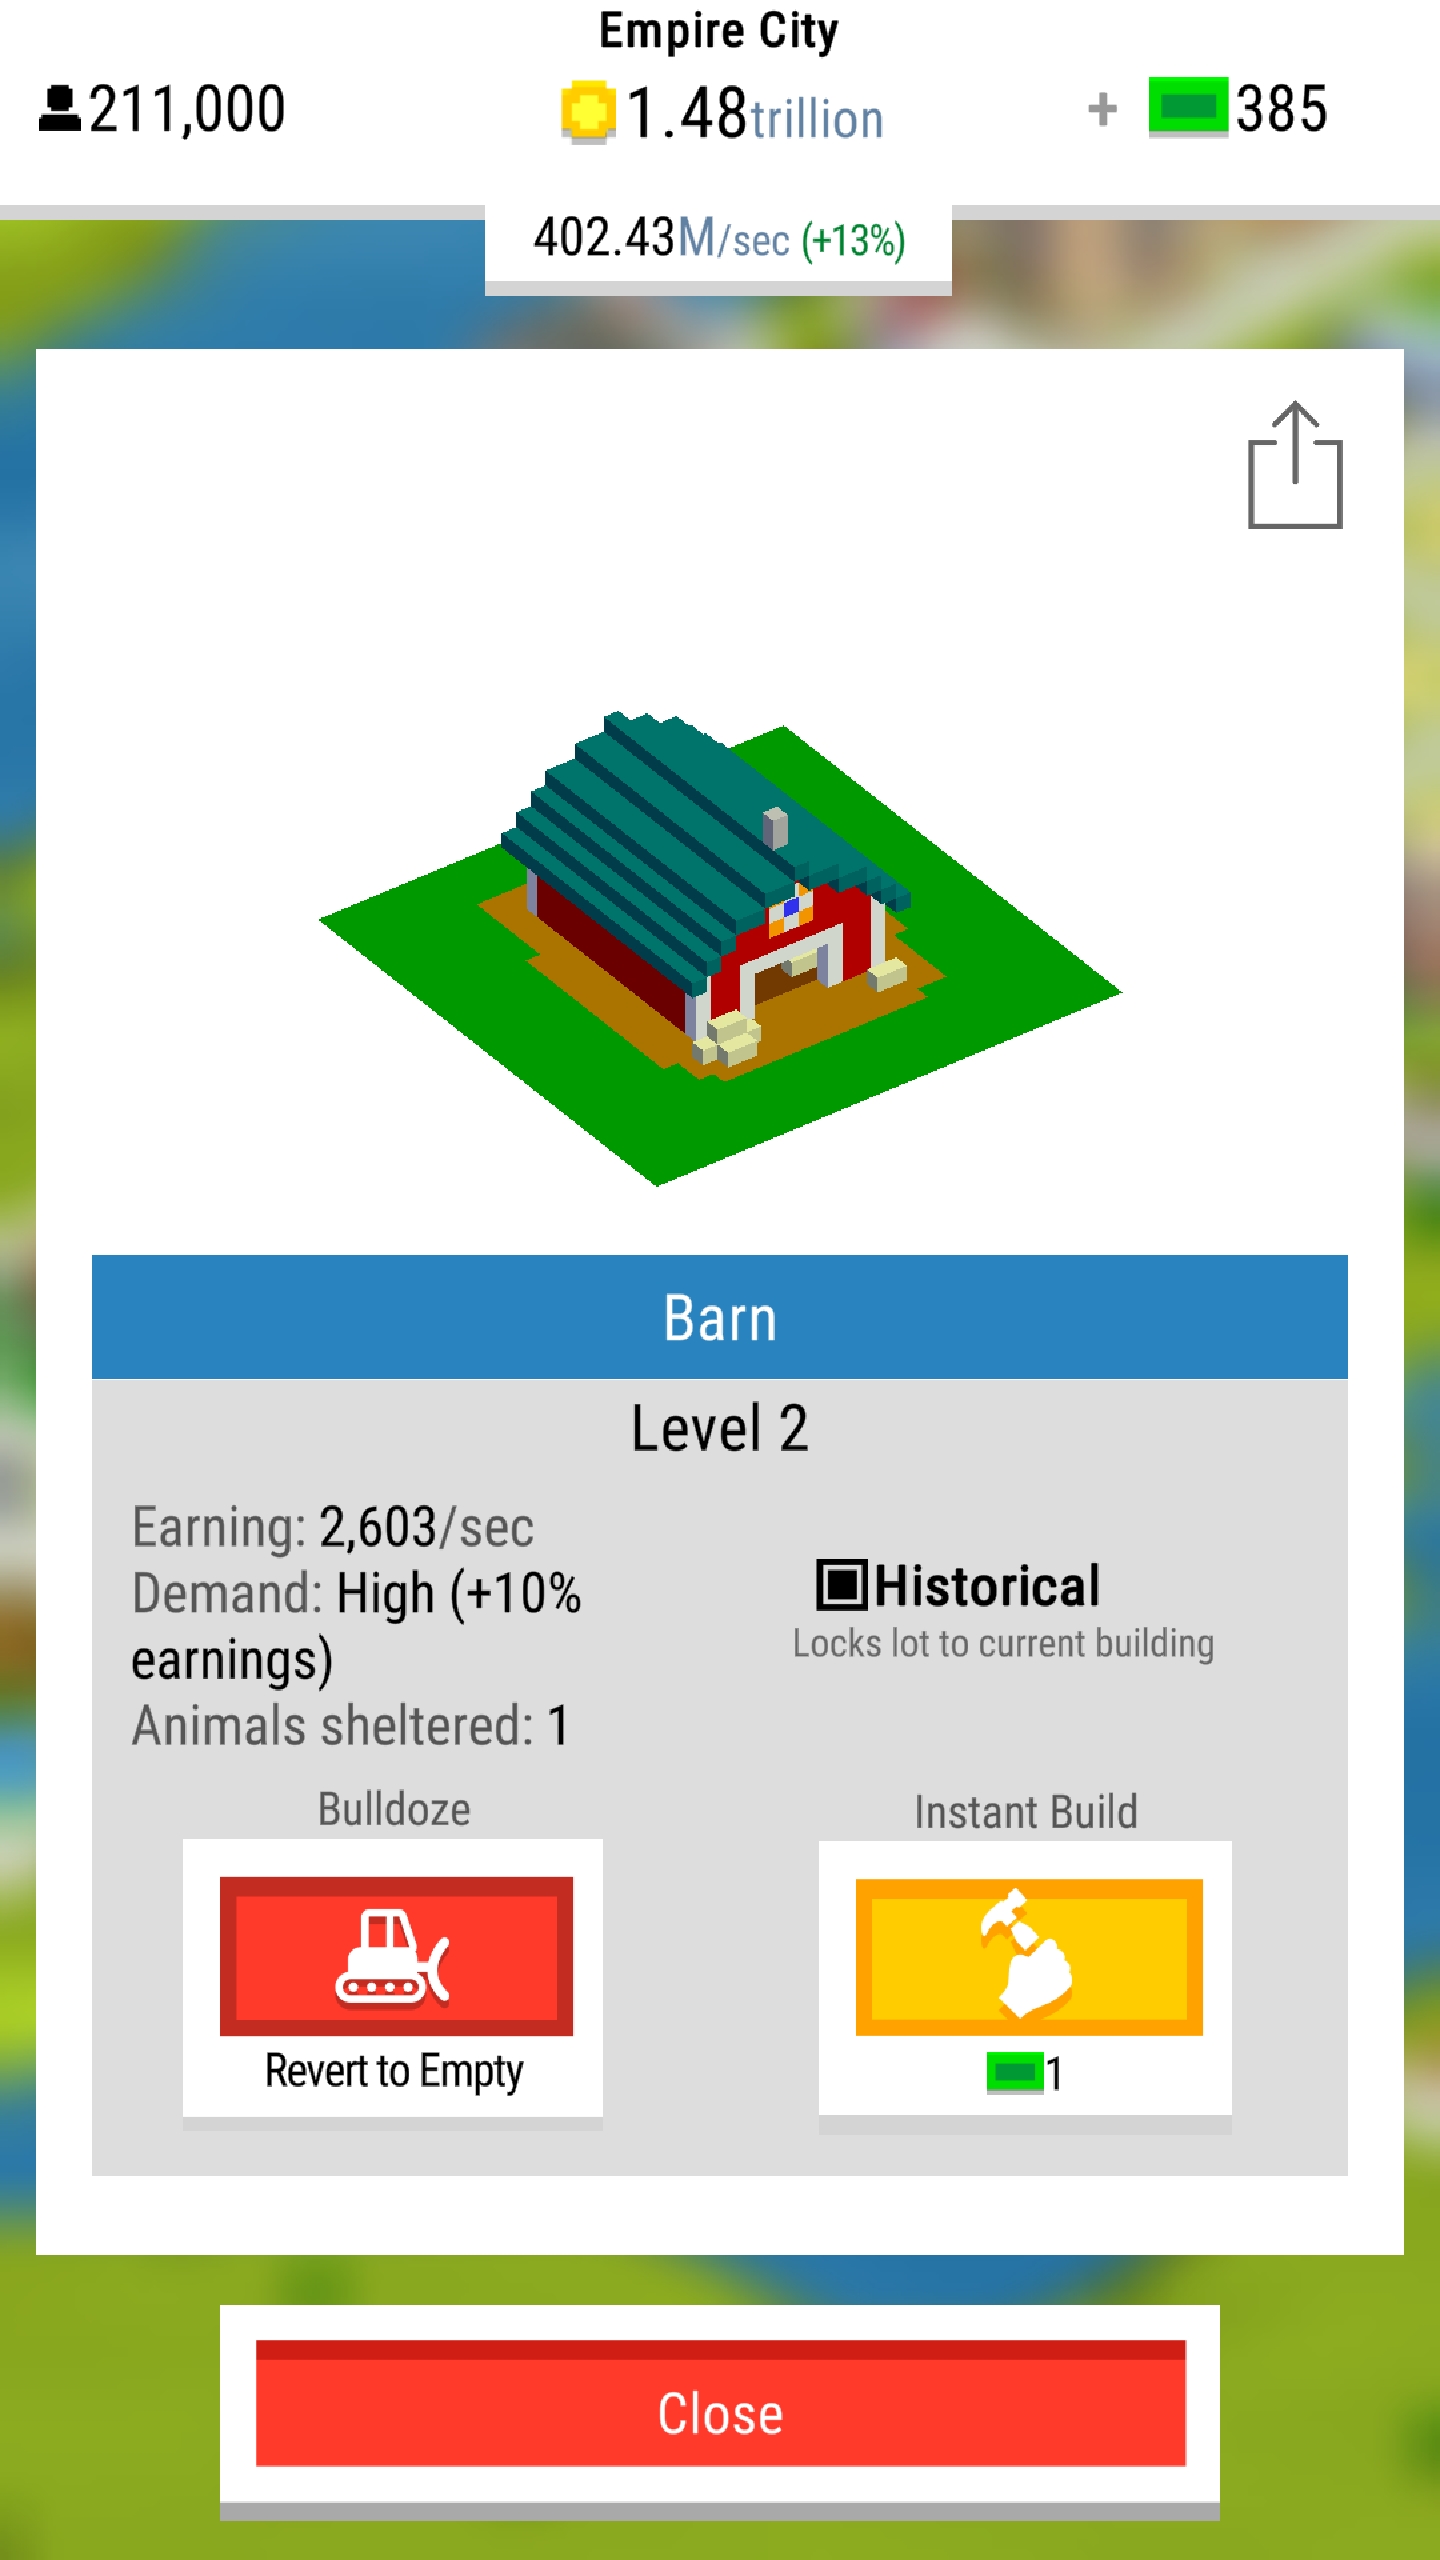 Empire City
211,000
1.48trillion
+ 385
402.43M/sec (+13%)
Barn
Level 2
Earning: 2,603/sec
Demand: High (+10%
earnings)
Animals sheltered: 1
Historical
Locks lot to current building
Bulldoze
Revert to Empty
Instant Build
1
Close